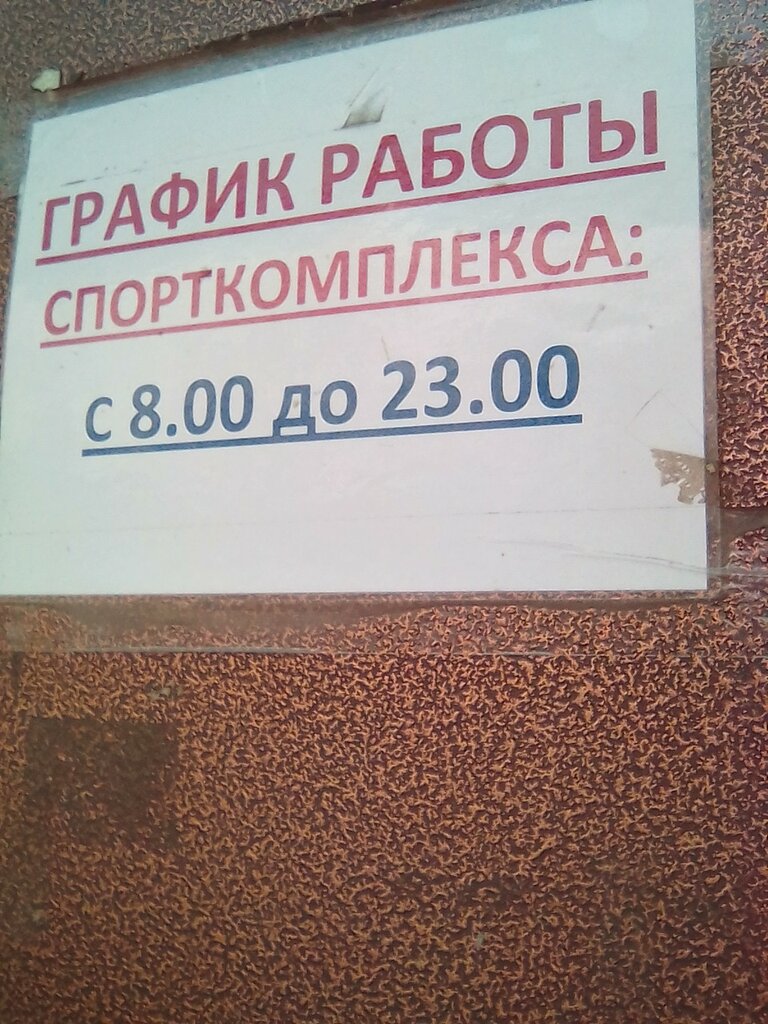 ГРАФИК РАБОТЫ
СПОРТКОМПЛЕКСА:
с 8.00 до 23.00